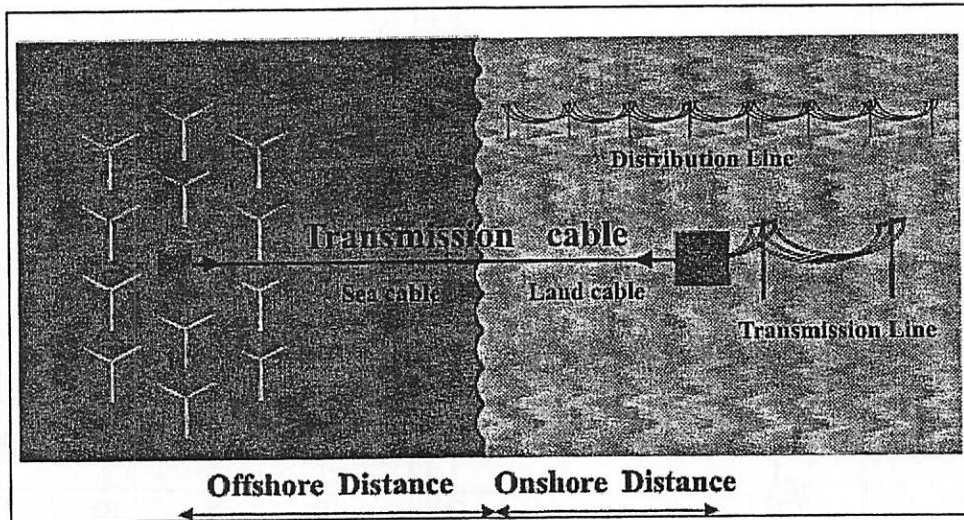 Distribution Line
Transmission cable
Sea cable
Land cable
Transmission Line
Offshore Distance
Onshore Distance